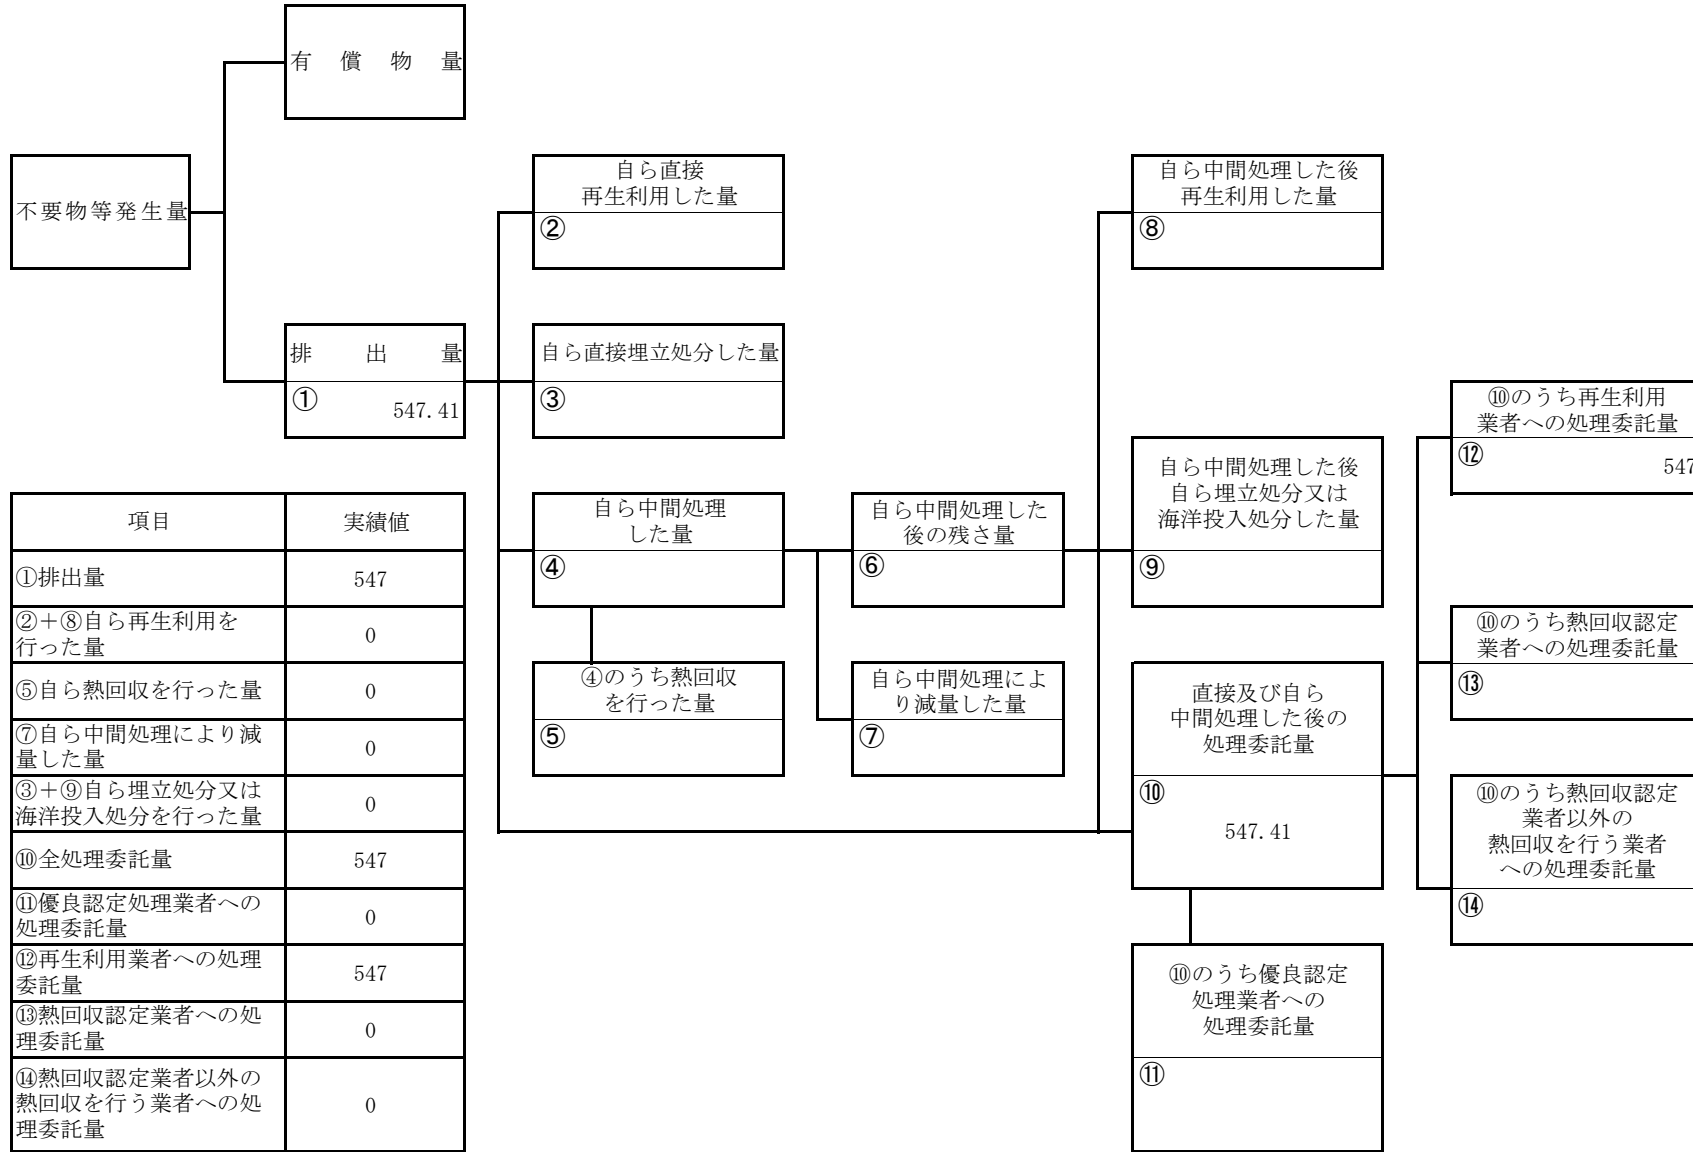 有償物量
不要物等発生量
自ら直接
再生利用した量
②
自ら中間処理した後
再生利用した量
⑧
排出量
①
547.41
自ら直接埋立処分した量
③
⑩のうち再生利用
業者への処理委託量
⑫
547
自ら中間処理
した量
④
自ら中間処理した
後の残さ量
⑥
自ら中間処理した後
自ら埋立処分又は
海洋投入処分した量
⑨
⑩のうち熱回収認定
業者への処理委託量
⑬
④のうち熱回収
を行った量
⑤
自ら中間処理によ
り減量した量
⑦
直接及び自ら
中間処理した後の
処理委託量
⑩
547.41
⑩のうち熱回収認定
業者以外の
熱回収を行う業者
への処理委託量
⑭
⑩のうち優良認定
処理業者への
処理委託量
⑪
項目 実績値
①排出量 547
②＋⑧自ら再生利用を
行った量 0
⑤自ら熱回収を行った量 0
⑦自ら中間処理により減
量した量 0
③＋⑨自ら埋立処分又は
海洋投入処分を行った量 0
⑩全処理委託量 547
⑪優良認定処理業者への
処理委託量 0
⑫再生利用業者への処理
委託量 547
⑬熱回収認定業者への処
理委託量 0
⑭熱回収認定業者以外の
熱回収を行う業者への処
理委託量 0